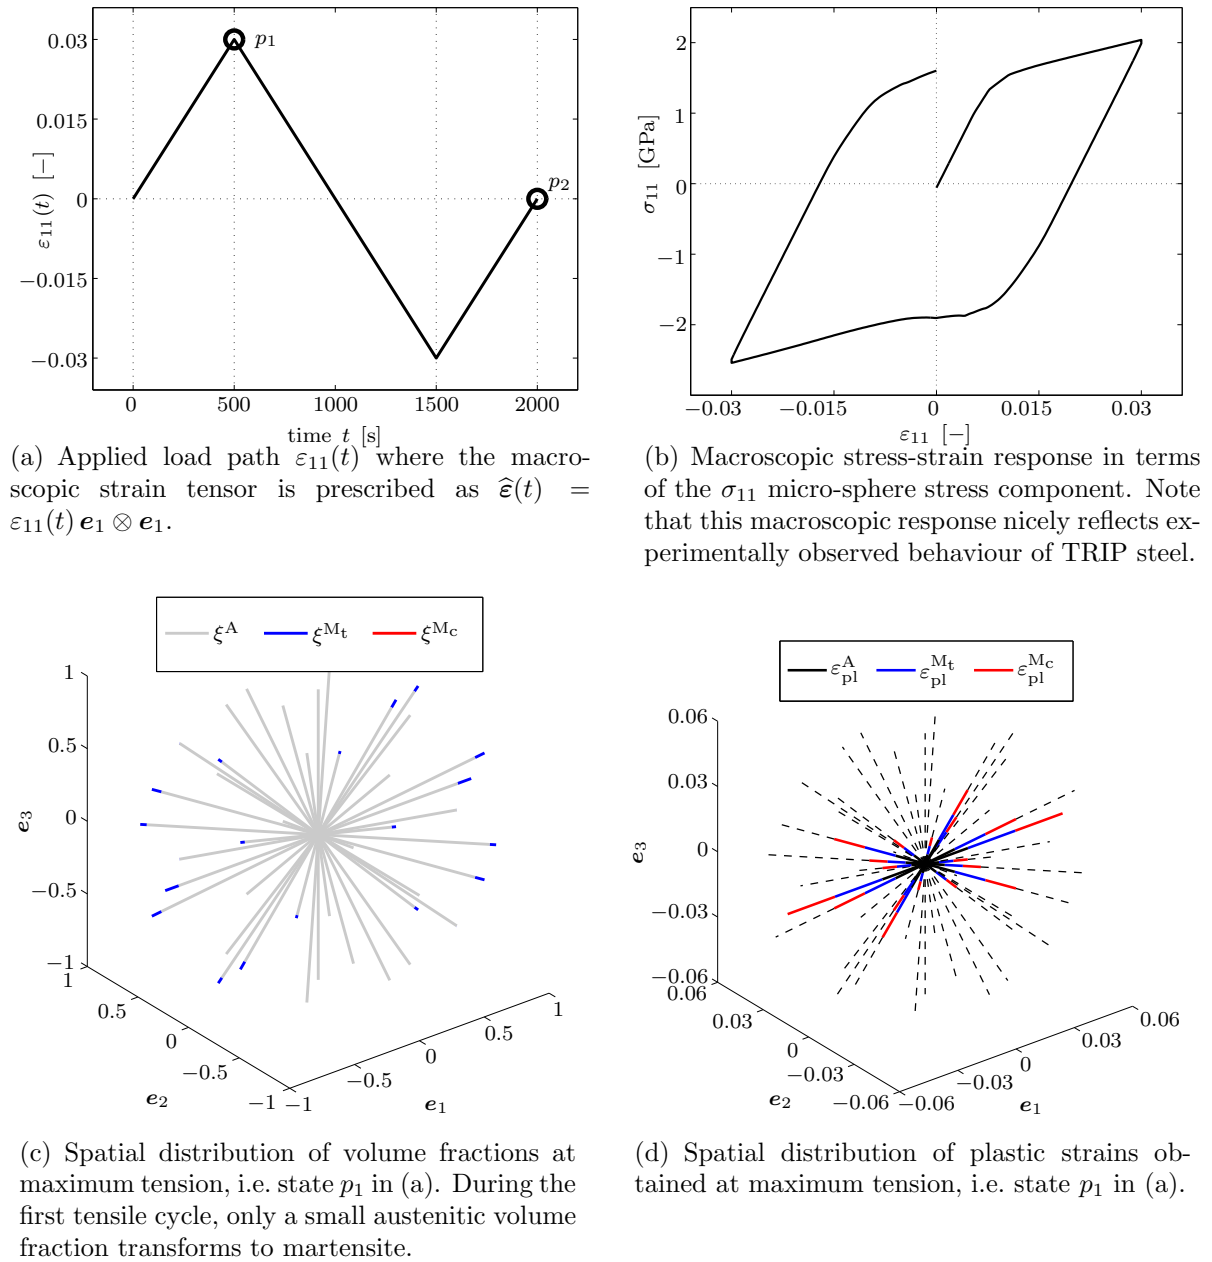 0.03
0.015
0
−0.015
−0.03
ε11(t) [−]
p1
p2
0 500 1000 1500 2000
time t [s]
(a) Applied load path ε11(t) where the macro-
scopic strain tensor is prescribed as ε̂(t) =
ε11(t) e1 ⊗ e1.
2
1
0
−1
−2
σ11 [GPa]
−0.03 −0.015 0 0.015 0.03
ε11 [−]
(b) Macroscopic stress-strain response in terms
of the σ11 micro-sphere stress component. Note
that this macroscopic response nicely reflects ex-
perimentally observed behaviour of TRIP steel.
ξ^A ξ^Mt ξ^Mc
1
0.5
0
−0.5
−1
e3
1
0.5
0
−0.5
−1
e2
−1
−0.5
0
0.5
1
e1
(c) Spatial distribution of volume fractions at
maximum tension, i.e. state p1 in (a). During the
first tensile cycle, only a small austenitic volume
fraction transforms to martensite.
ε_pl^A ε_pl^Mt ε_pl^Mc
0.06
0.03
0
−0.03
−0.06
e3
0.06
0.03
0
−0.03
−0.06
e2
−0.06
−0.03
0
0.03
0.06
e1
(d) Spatial distribution of plastic strains ob-
tained at maximum tension, i.e. state p1 in (a).